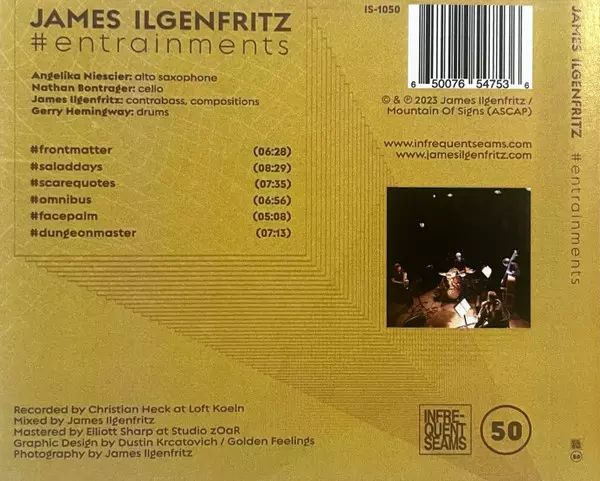 JAMES ILGENFRITZ
#entrainments
Angelika Niescier: alto saxophone
Nathan Bontrager: cello
James Ilgenfritz: contrabass, compositions
Gerry Hemingway: drums
#frontmatter (06:28)
#saladdays (08:29)
#scarequotes (07:35)
#omnibus (06:56)
#facepalm (05:08)
#dungeonmaster (07:13)
IS-1050
6 50076 54753 6
© & ℗ 2023 James Ilgenfritz /
Mountain Of Signs (ASCAP)
www.infrequentseams.com
www.jamesilgenfritz.com
Recorded by Christian Heck at Loft Koeln
Mixed by James Ilgenfritz
Mastered by Elliott Sharp at Studio zOaR
Graphic Design by Dustin Krcatovich / Golden Feelings
Photography by James Ilgenfritz
INFRE-
QUENT
SEAMS
50
JAMES ILGENFRITZ #entrainments
50